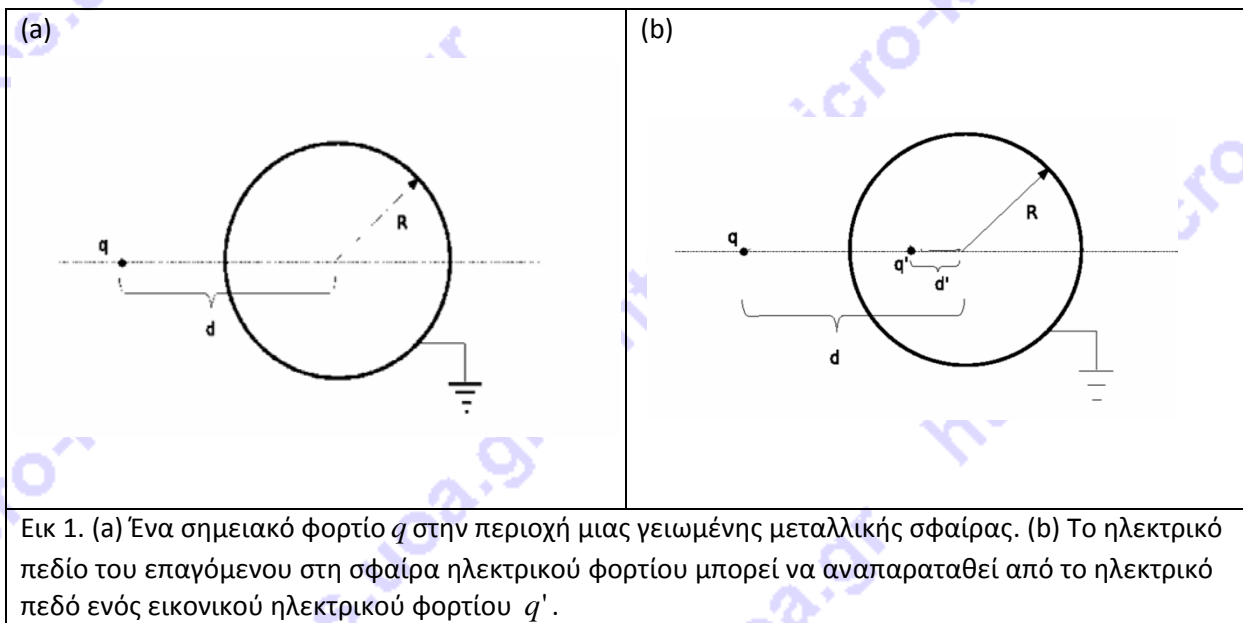 (a)
(b)
q
R
d
q
q'
R
d'
d
Εικ 1. (a) Ένα σημειακό φορτίο q στην περιοχή μιας γειωμένης μεταλλικής σφαίρας. (b) Το ηλεκτρικό
πεδίο του επαγόμενου στη σφαίρα ηλεκτρικού φορτίου μπορεί να αναπαραταθεί από το ηλεκτρικό
πεδό ενός εικονικού ηλεκτρικού φορτίου q'.